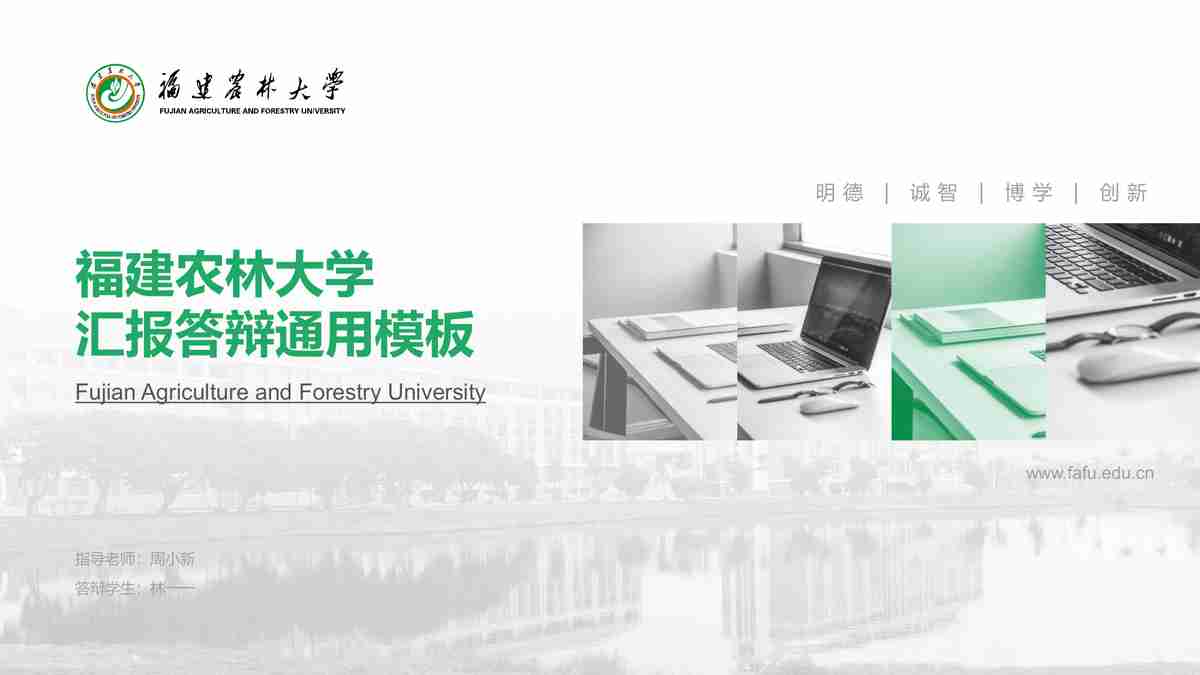 福建农林大学
FUJIAN AGRICULTURE AND FORESTRY UNIVERSITY
明德 | 诚智 | 博学 | 创新
福建农林大学
汇报答辩通用模板
Fujian Agriculture and Forestry University
www.fafu.edu.cn
指导老师：周小新
答辩学生：林一一